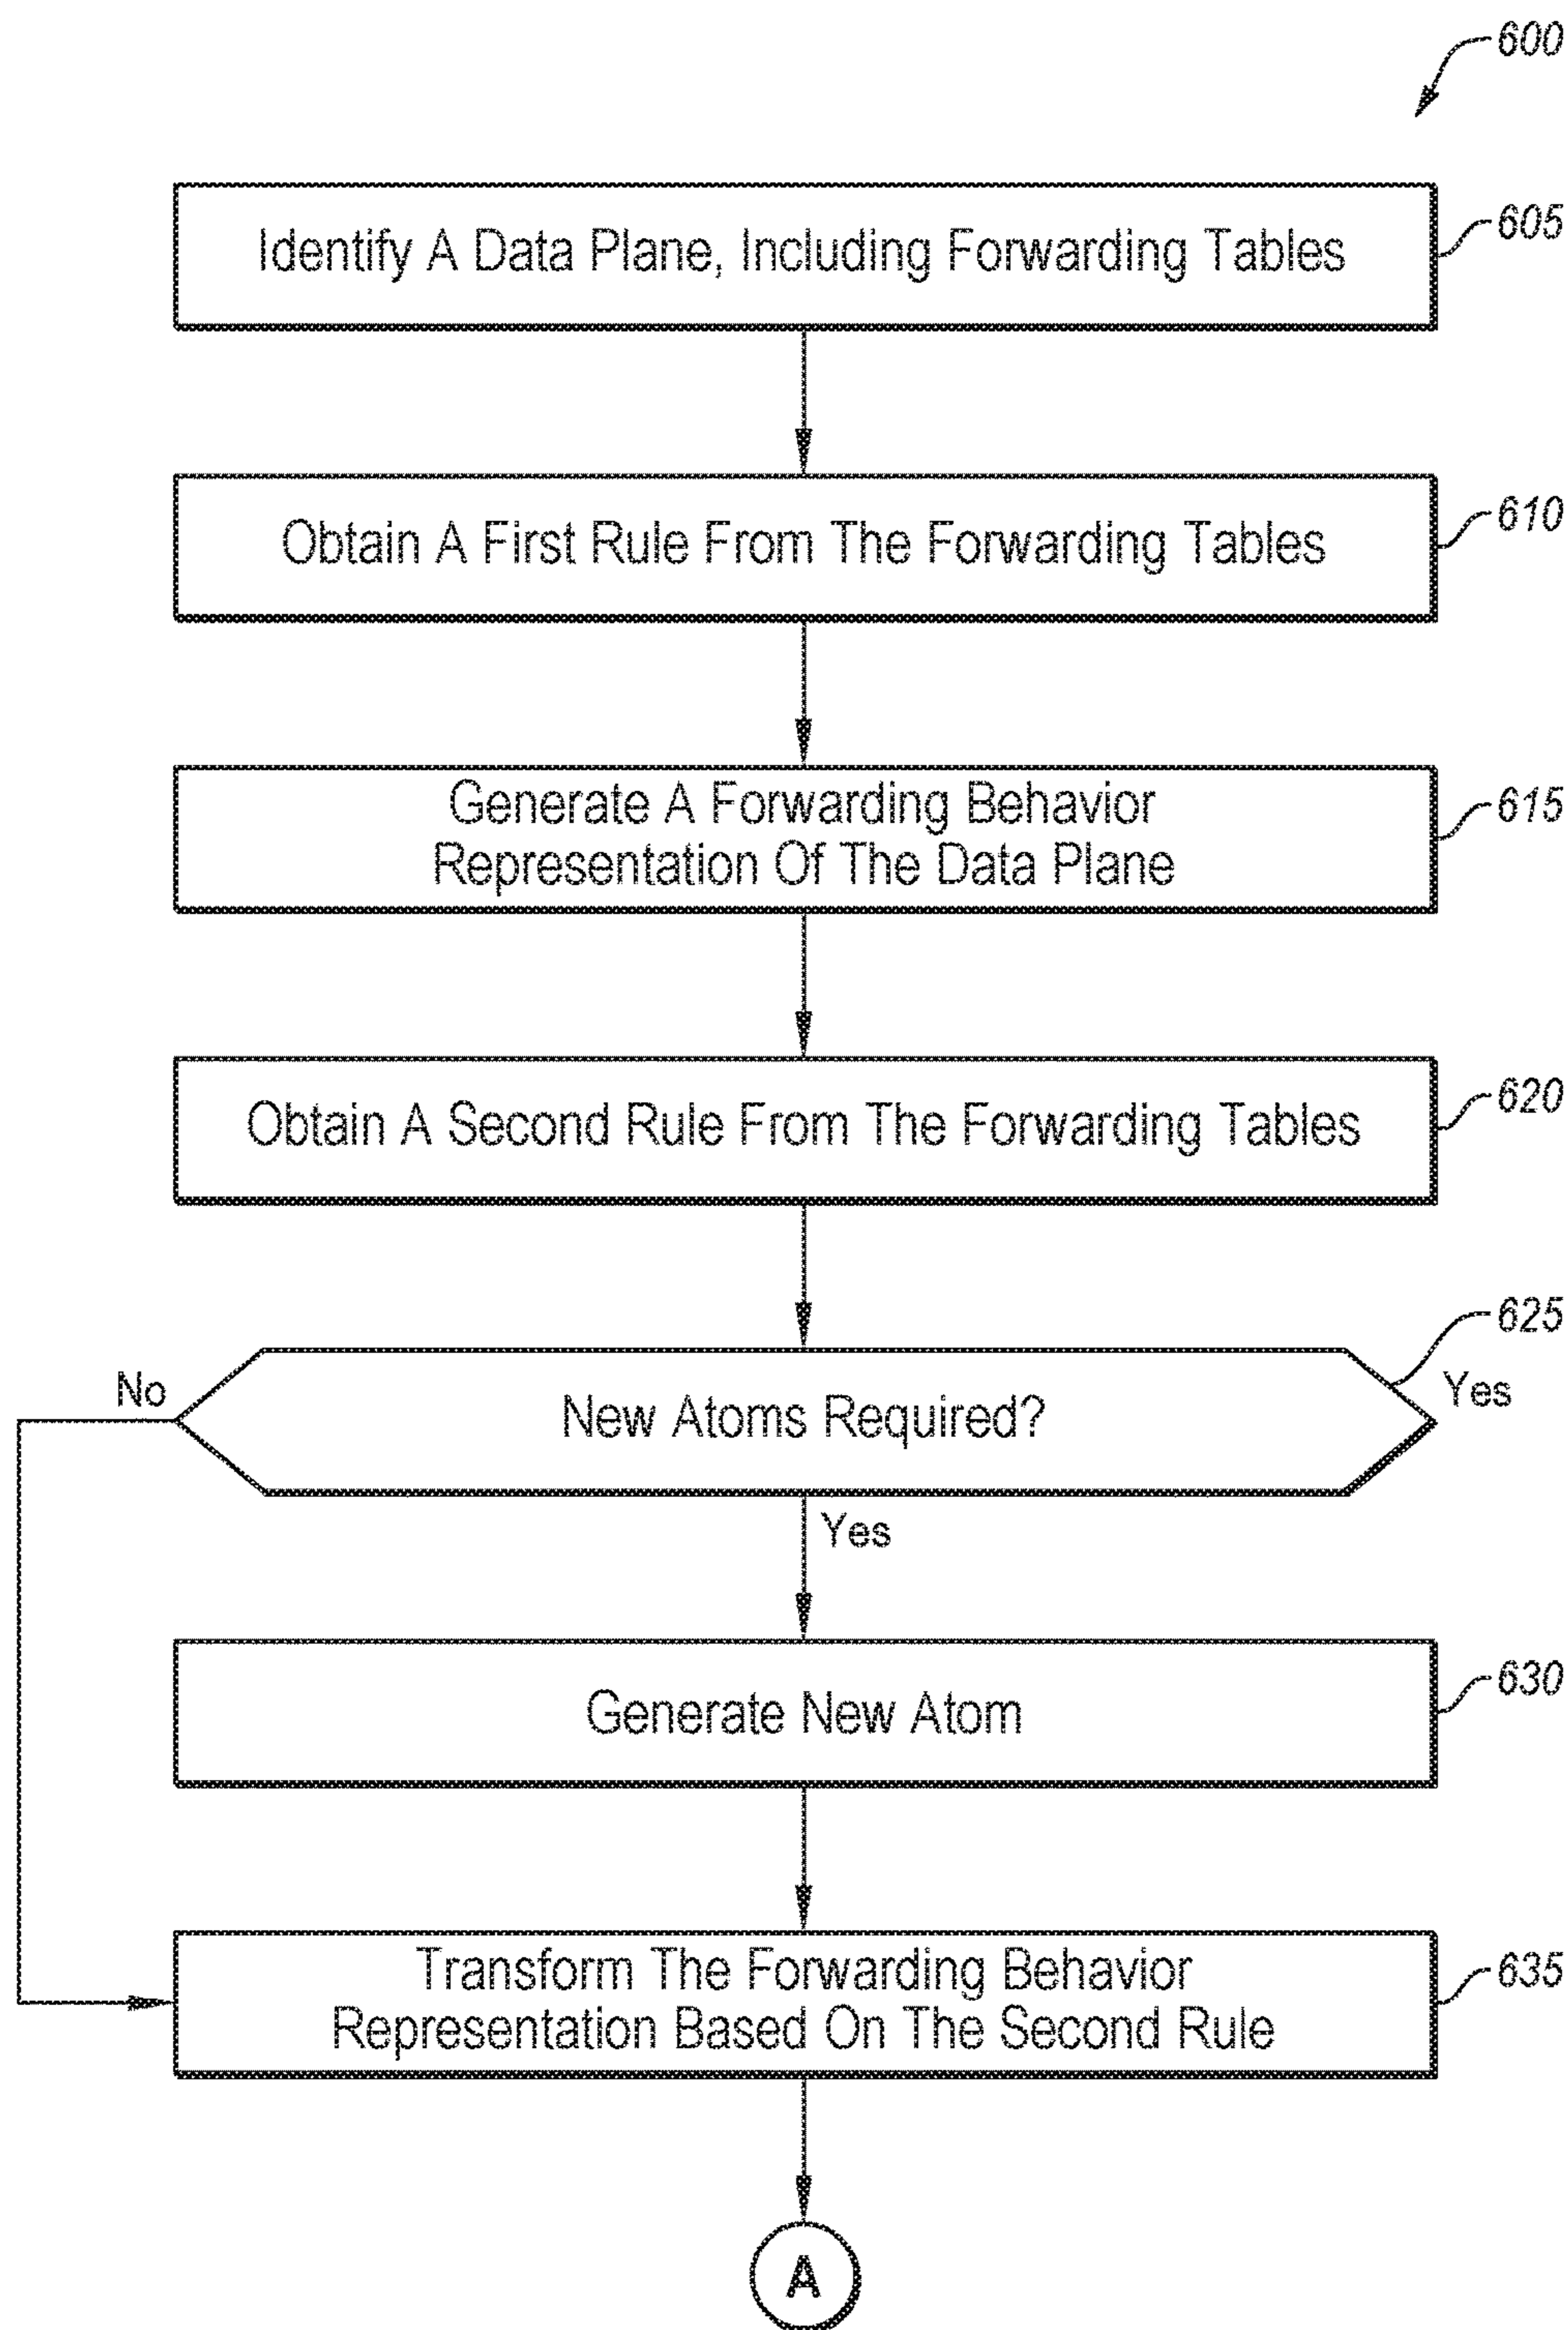 600
Identify A Data Plane, Including Forwarding Tables
605
Obtain A First Rule From The Forwarding Tables
610
Generate A Forwarding Behavior
Representation Of The Data Plane
615
Obtain A Second Rule From The Forwarding Tables
620
625
No
New Atoms Required?
Yes
Yes
Generate New Atom
630
Transform The Forwarding Behavior
Representation Based On The Second Rule
635
A